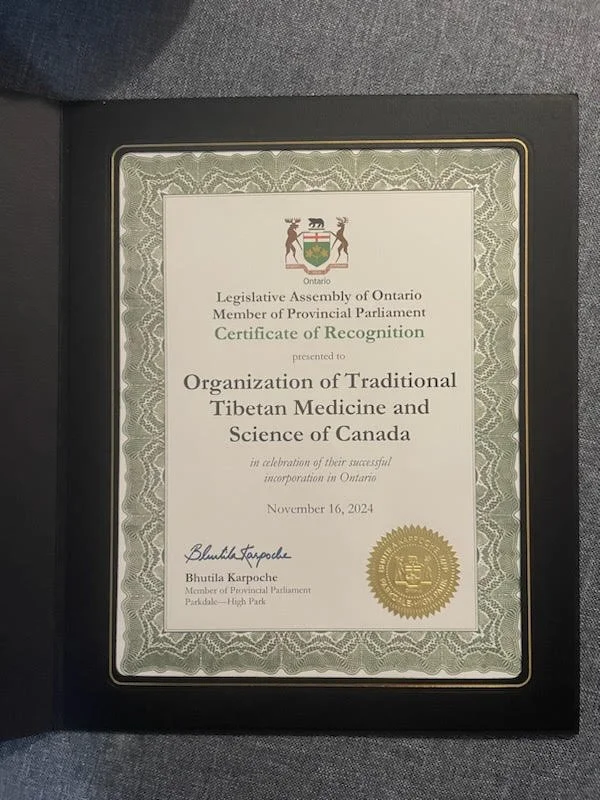 Ontario
Legislative Assembly of Ontario
Member of Provincial Parliament
Certificate of Recognition
presented to
Organization of Traditional
Tibetan Medicine and
Science of Canada
in celebration of their successful
incorporation in Ontario
November 16, 2024
Bhutila Karpoche
Bhutila Karpoche
Member of Provincial Parliament
Parkdale—High Park